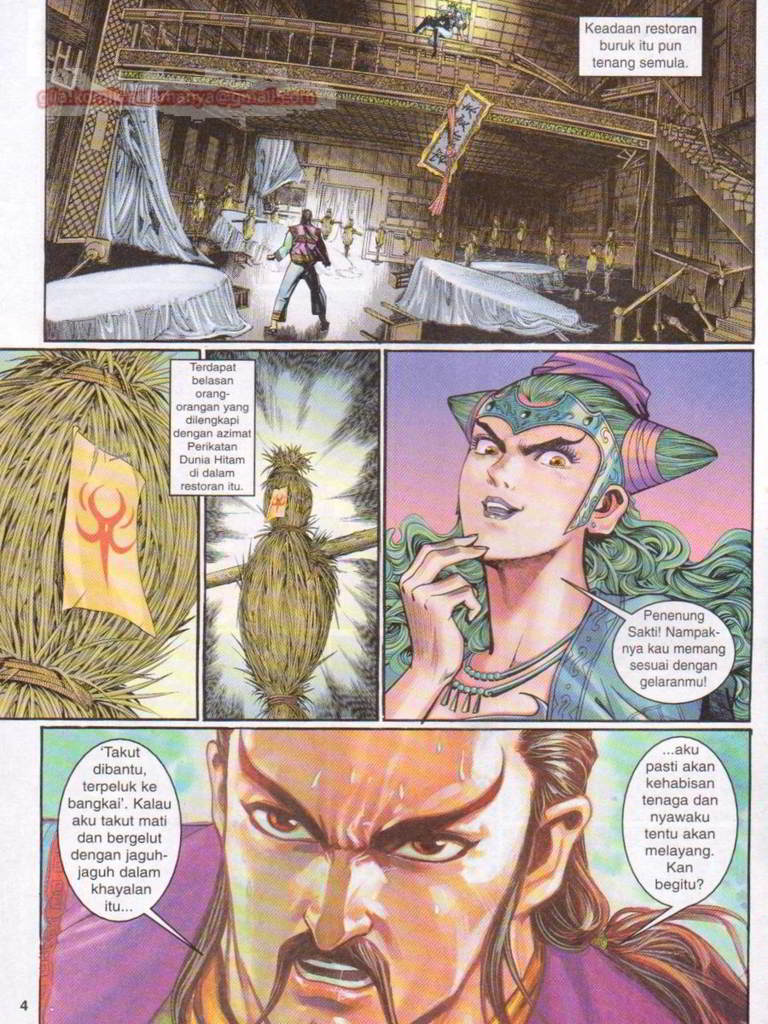 Keadaan restoran
buruk itu pun
tenang semula.
Terdapat
belasan
orang-
orangan yang
dilengkapi
dengan azimat
Perikatan
Dunia Hitam
di dalam
restoran itu.
Penenung
Sakti! Nampak-
nya kau memang
sesuai dengan
gelaranmu!
'Takut
dibantu,
terpeluk ke
bangkai'. Kalau
aku takut mati
dan bergelut
dengan jaguh-
jaguh dalam
khayalan
itu...
...aku
pasti akan
kehabisan
tenaga dan
nyawaku
tentu akan
melayang.
Kan
begitu?
4